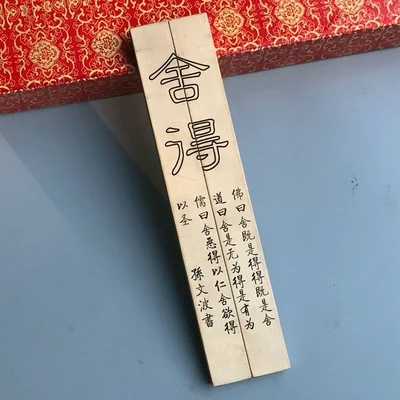 舍得
佛曰舍既是得得既是舍
道曰舍是无为得是有为
儒曰舍恶得以仁舍欲得
以圣
孫文波書